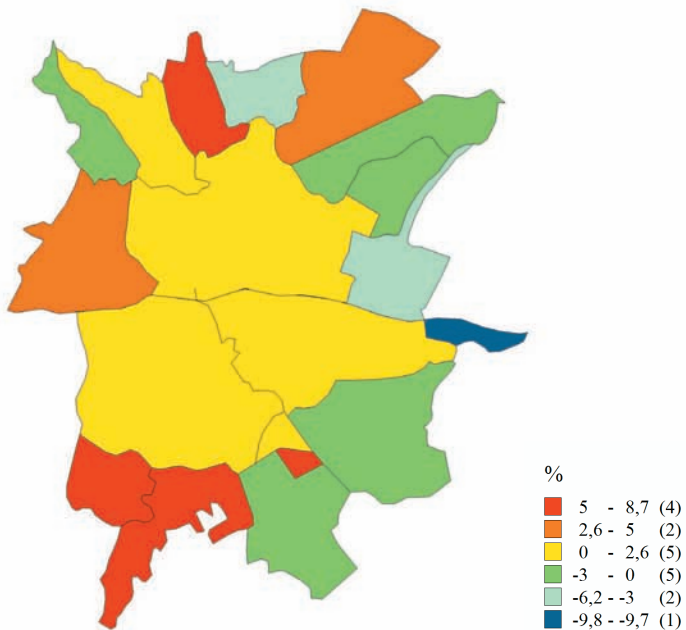 %
5 - 8,7 (4)
2,6 - 5 (2)
0 - 2,6 (5)
-3 - 0 (5)
-6,2 - -3 (2)
-9,8 - -9,7 (1)